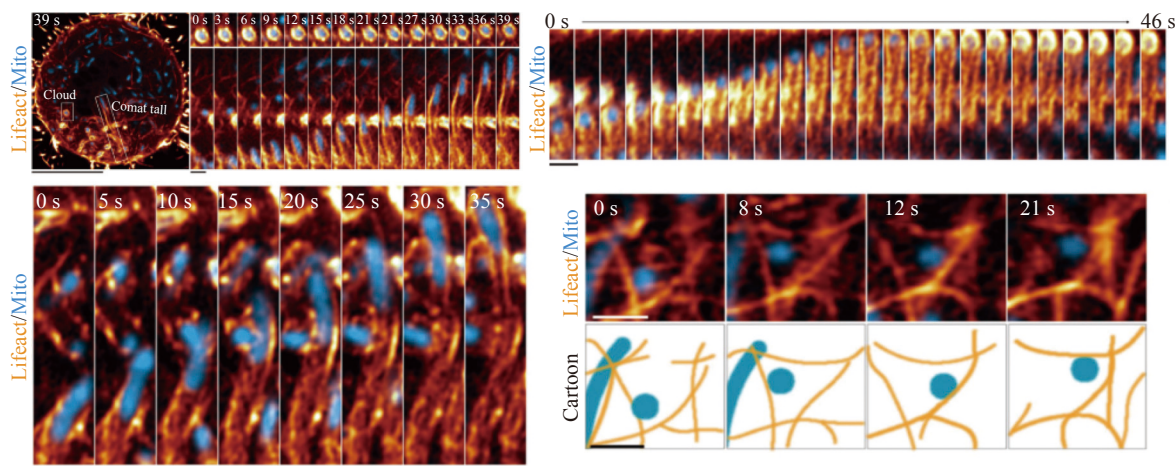 39 s
Cloud
Comat tall
Lifeact/Mito
0 s 3 s 6 s 9 s 12 s 15 s 18 s 21 s 21 s 27 s 30 s 33 s 36 s 39 s
0 s 46 s
Lifeact/Mito
0 s 5 s 10 s 15 s 20 s 25 s 30 s 35 s
Lifeact/Mito
0 s 8 s 12 s 21 s
Lifeact/Mito
Cartoon